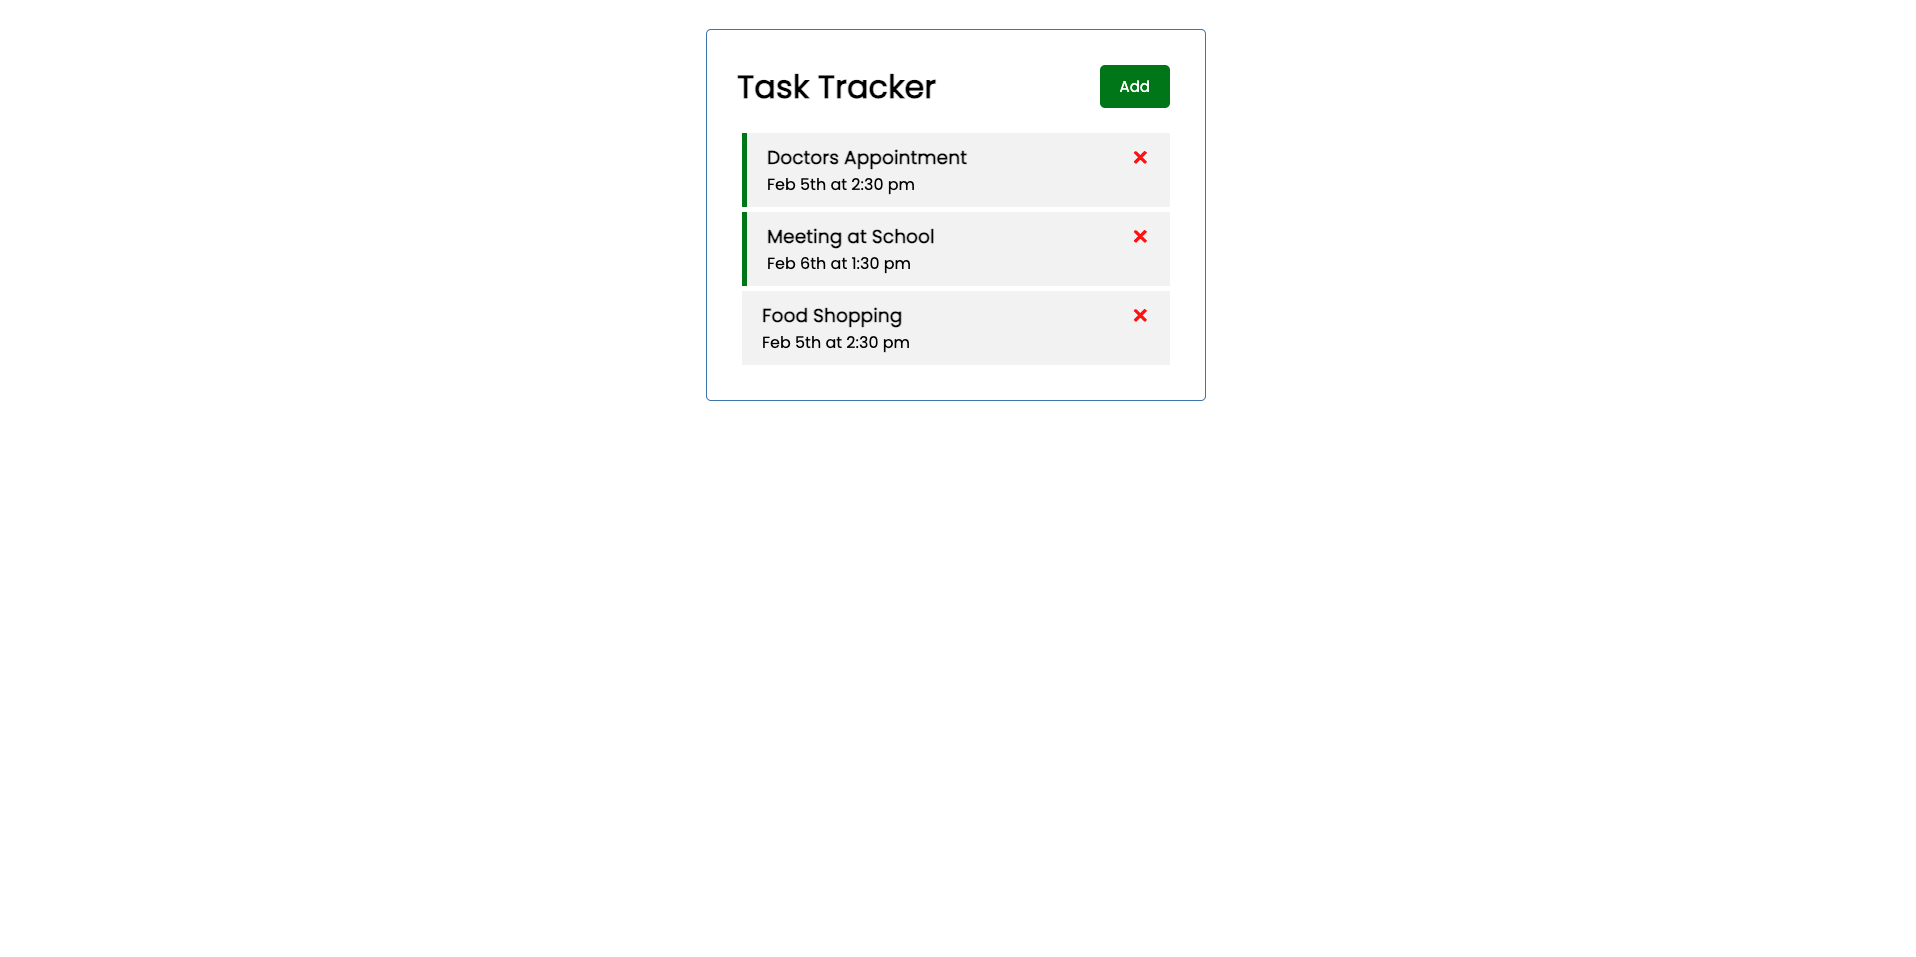 Task Tracker
Add
Doctors Appointment
Feb 5th at 2:30 pm
Meeting at School
Feb 6th at 1:30 pm
Food Shopping
Feb 5th at 2:30 pm